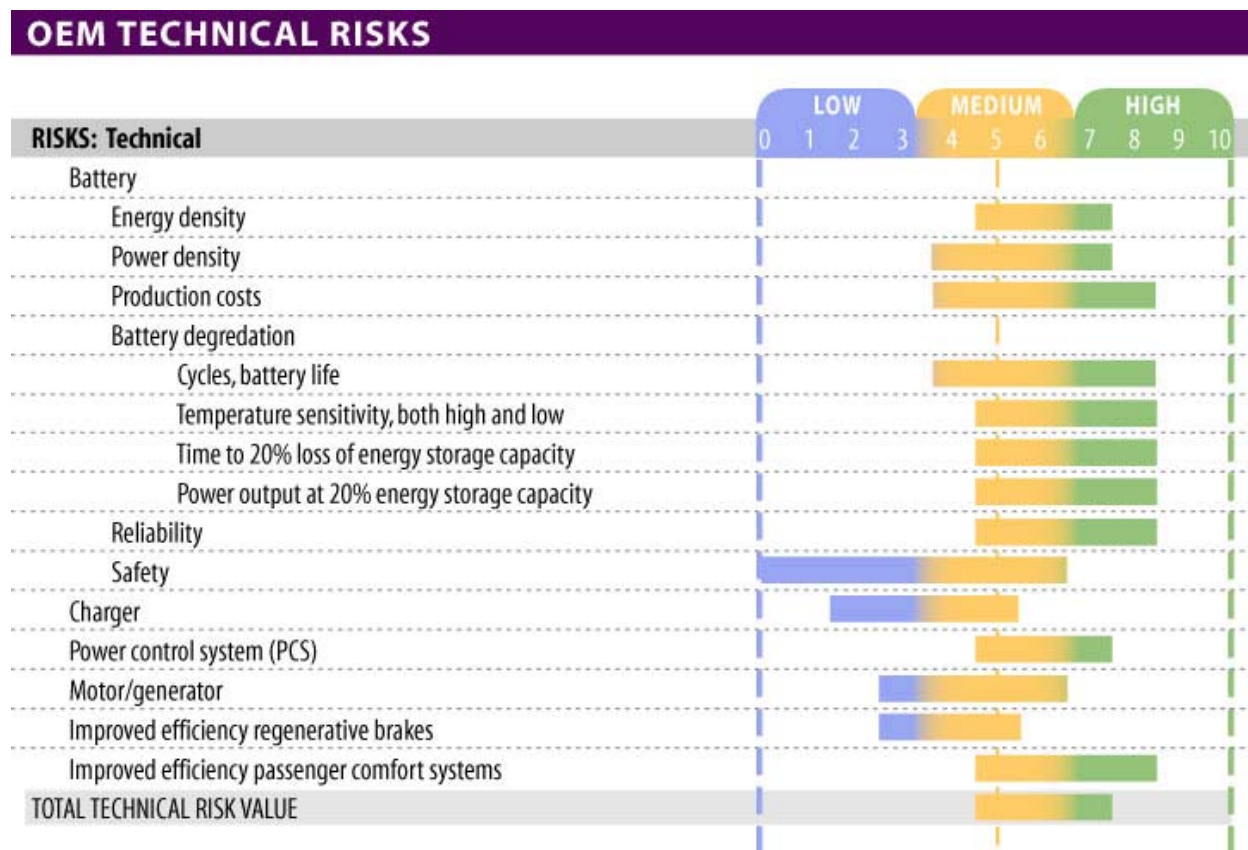 OEM TECHNICAL RISKS
LOW MEDIUM HIGH
RISKS: Technical 0 1 2 3 4 5 6 7 8 9 10
Battery
Energy density
Power density
Production costs
Battery degredation
Cycles, battery life
Temperature sensitivity, both high and low
Time to 20% loss of energy storage capacity
Power output at 20% energy storage capacity
Reliability
Safety
Charger
Power control system (PCS)
Motor/generator
Improved efficiency regenerative brakes
Improved efficiency passenger comfort systems
TOTAL TECHNICAL RISK VALUE